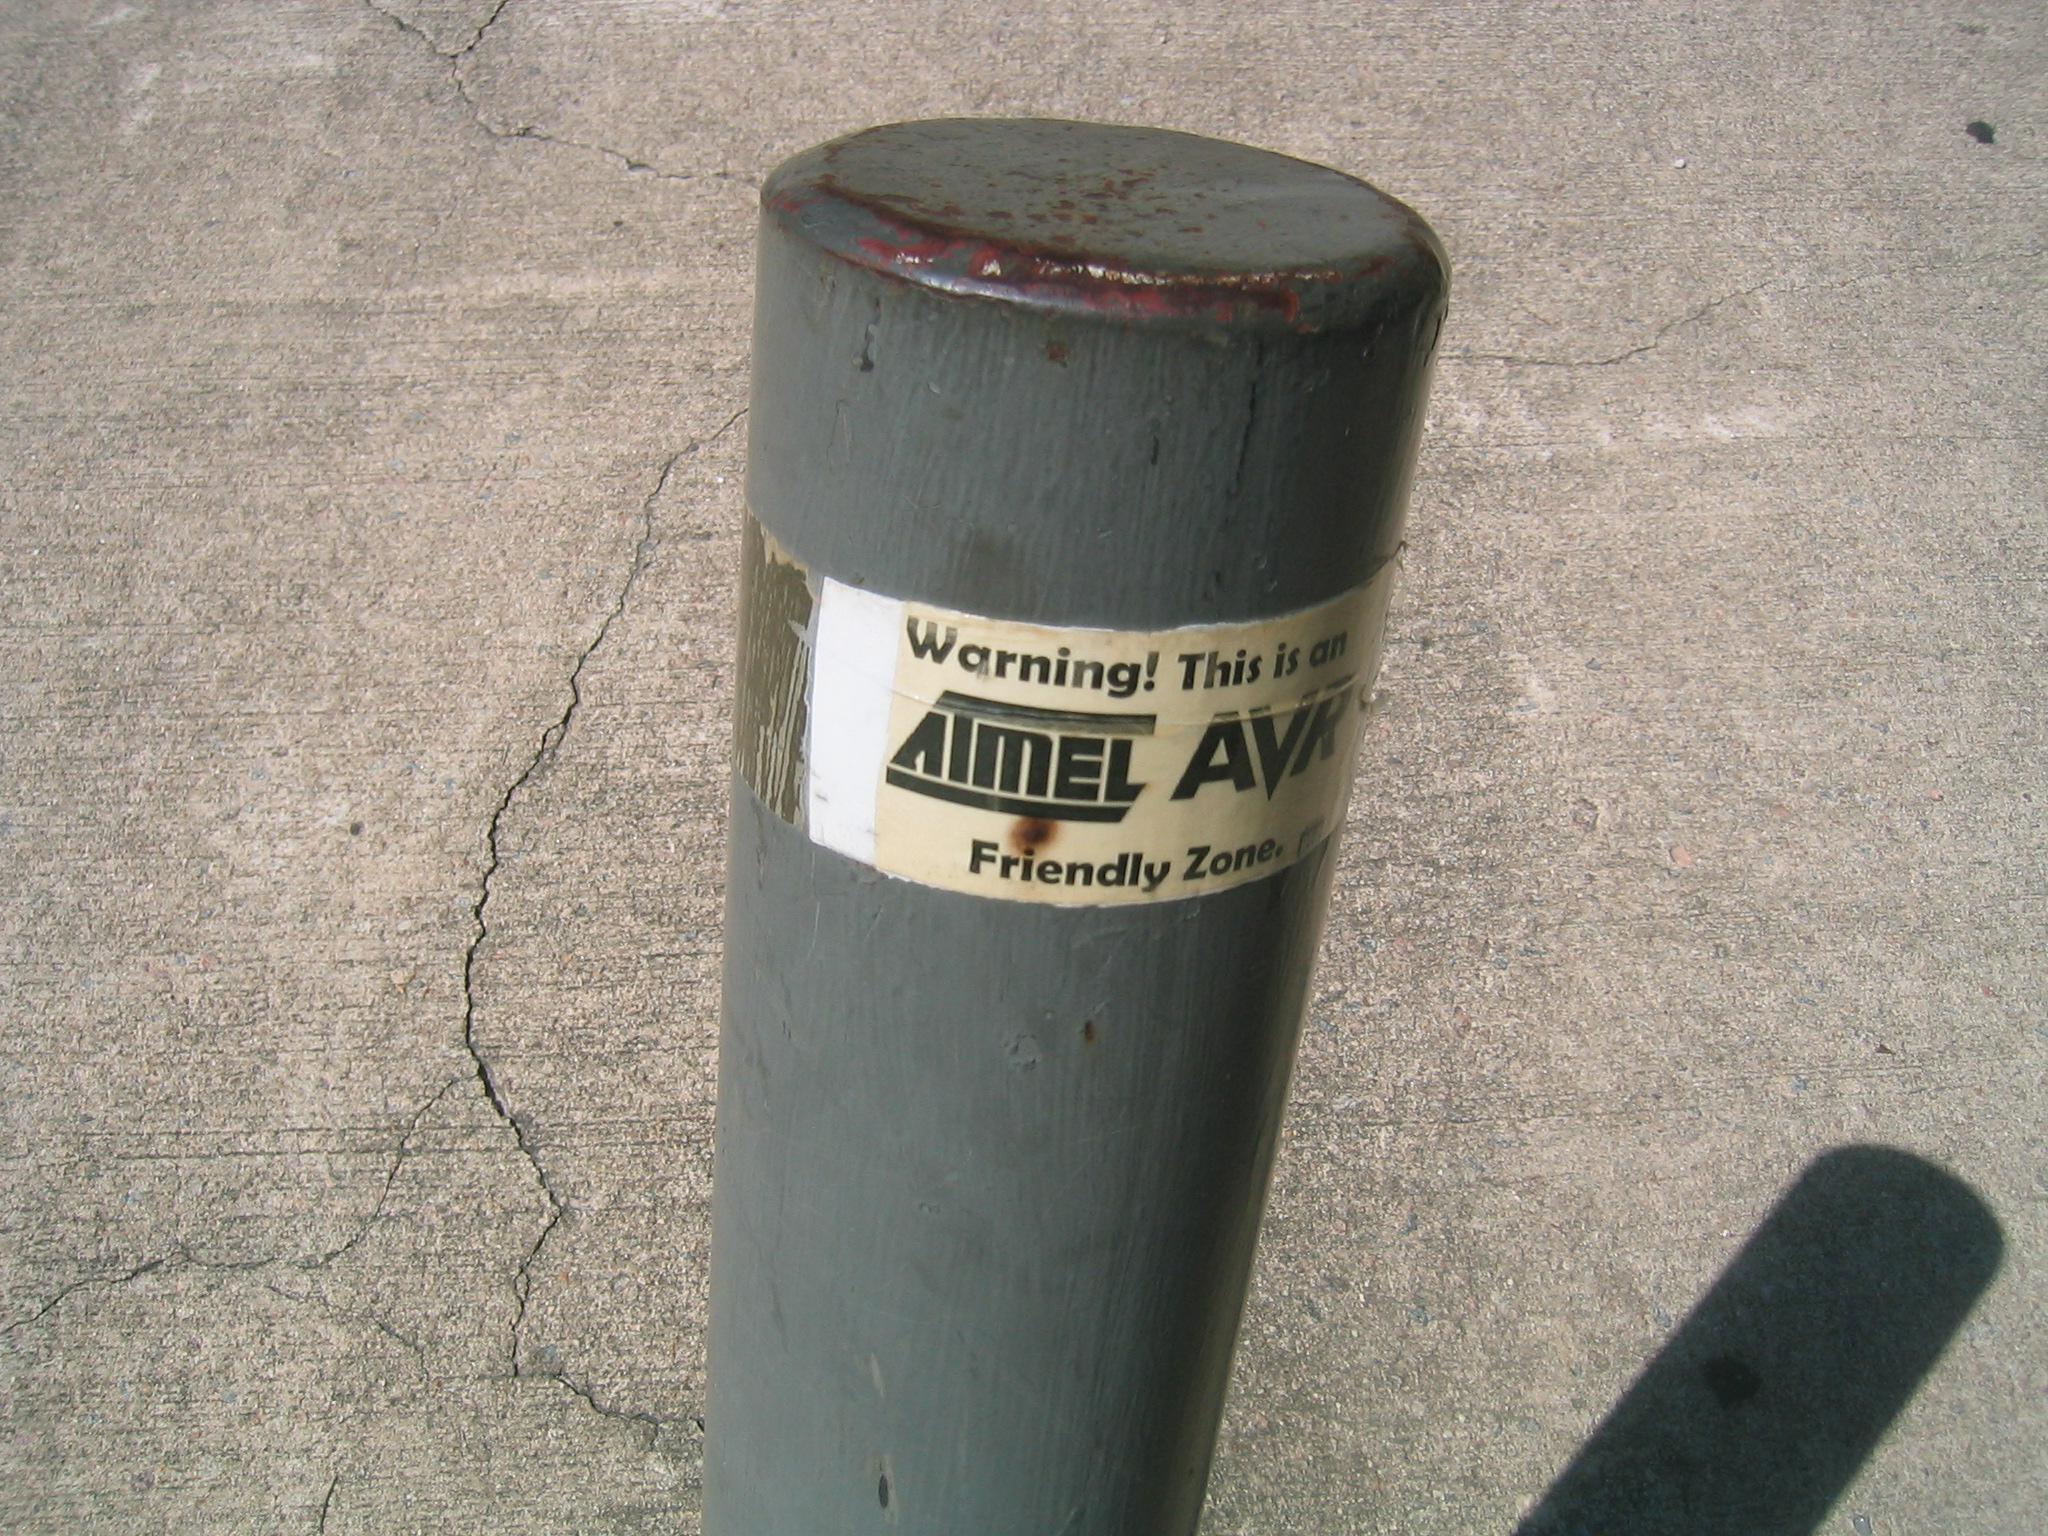 Warning! This is an
ATMEL AVR
Friendly Zone.